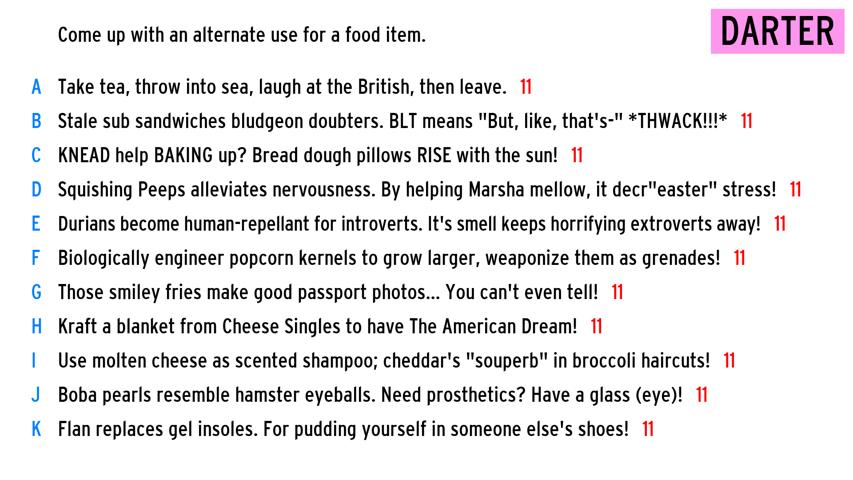 Come up with an alternate use for a food item.
DARTER
A Take tea, throw into sea, laugh at the British, then leave. 11
B Stale sub sandwiches bludgeon doubters. BLT means "But, like, that's-" *THWACK!!!* 11
C KNEAD help BAKING up? Bread dough pillows RISE with the sun! 11
D Squishing Peeps alleviates nervousness. By helping Marsha mellow, it decr"easter" stress! 11
E Durians become human-repellant for introverts. It's smell keeps horrifying extroverts away! 11
F Biologically engineer popcorn kernels to grow larger, weaponize them as grenades! 11
G Those smiley fries make good passport photos... You can't even tell! 11
H Kraft a blanket from Cheese Singles to have The American Dream! 11
I Use molten cheese as scented shampoo; cheddar's "souperb" in broccoli haircuts! 11
J Boba pearls resemble hamster eyeballs. Need prosthetics? Have a glass (eye)! 11
K Flan replaces gel insoles. For pudding yourself in someone else's shoes! 11